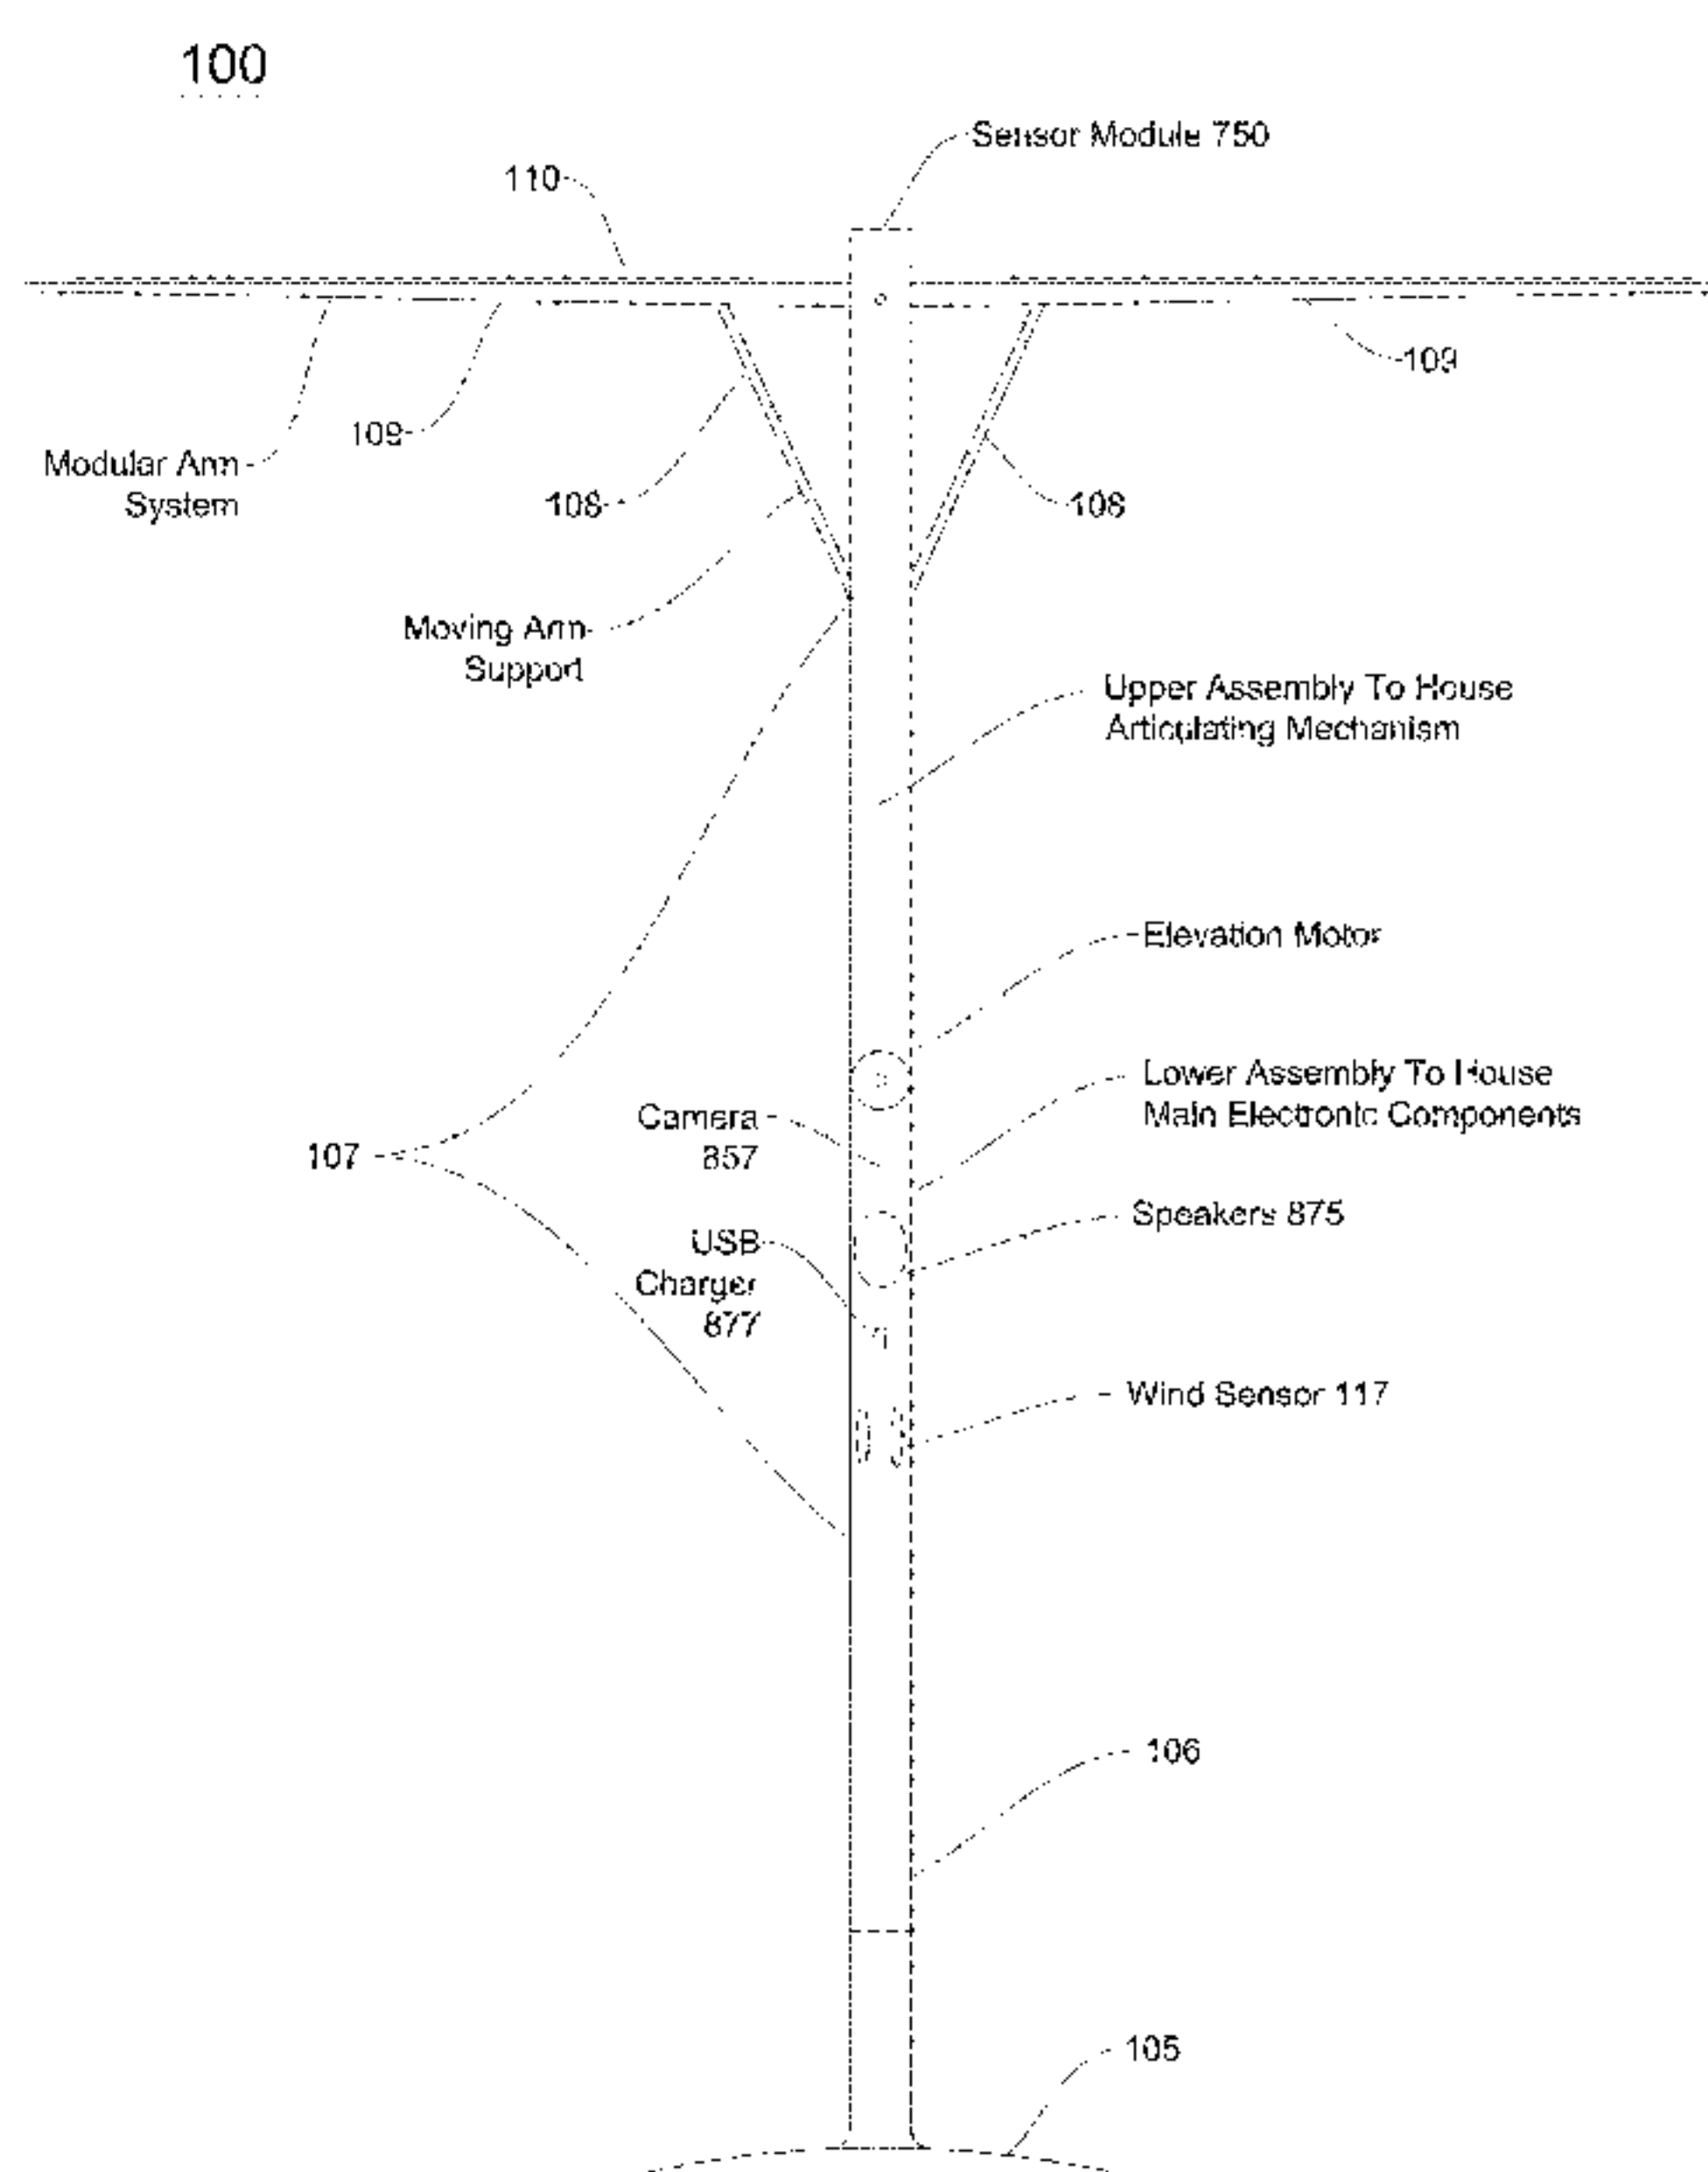 100
Sensor Module 750
110
109
109
Modular Arm
System
108
108
Moving Arm
Support
Upper Assembly To House
Articulating Mechanism
Elevation Motor
Lower Assembly To House
Main Electronic Components
Camera
857
107
Speakers 875
USB
Charger
877
Wind Sensor 117
106
105